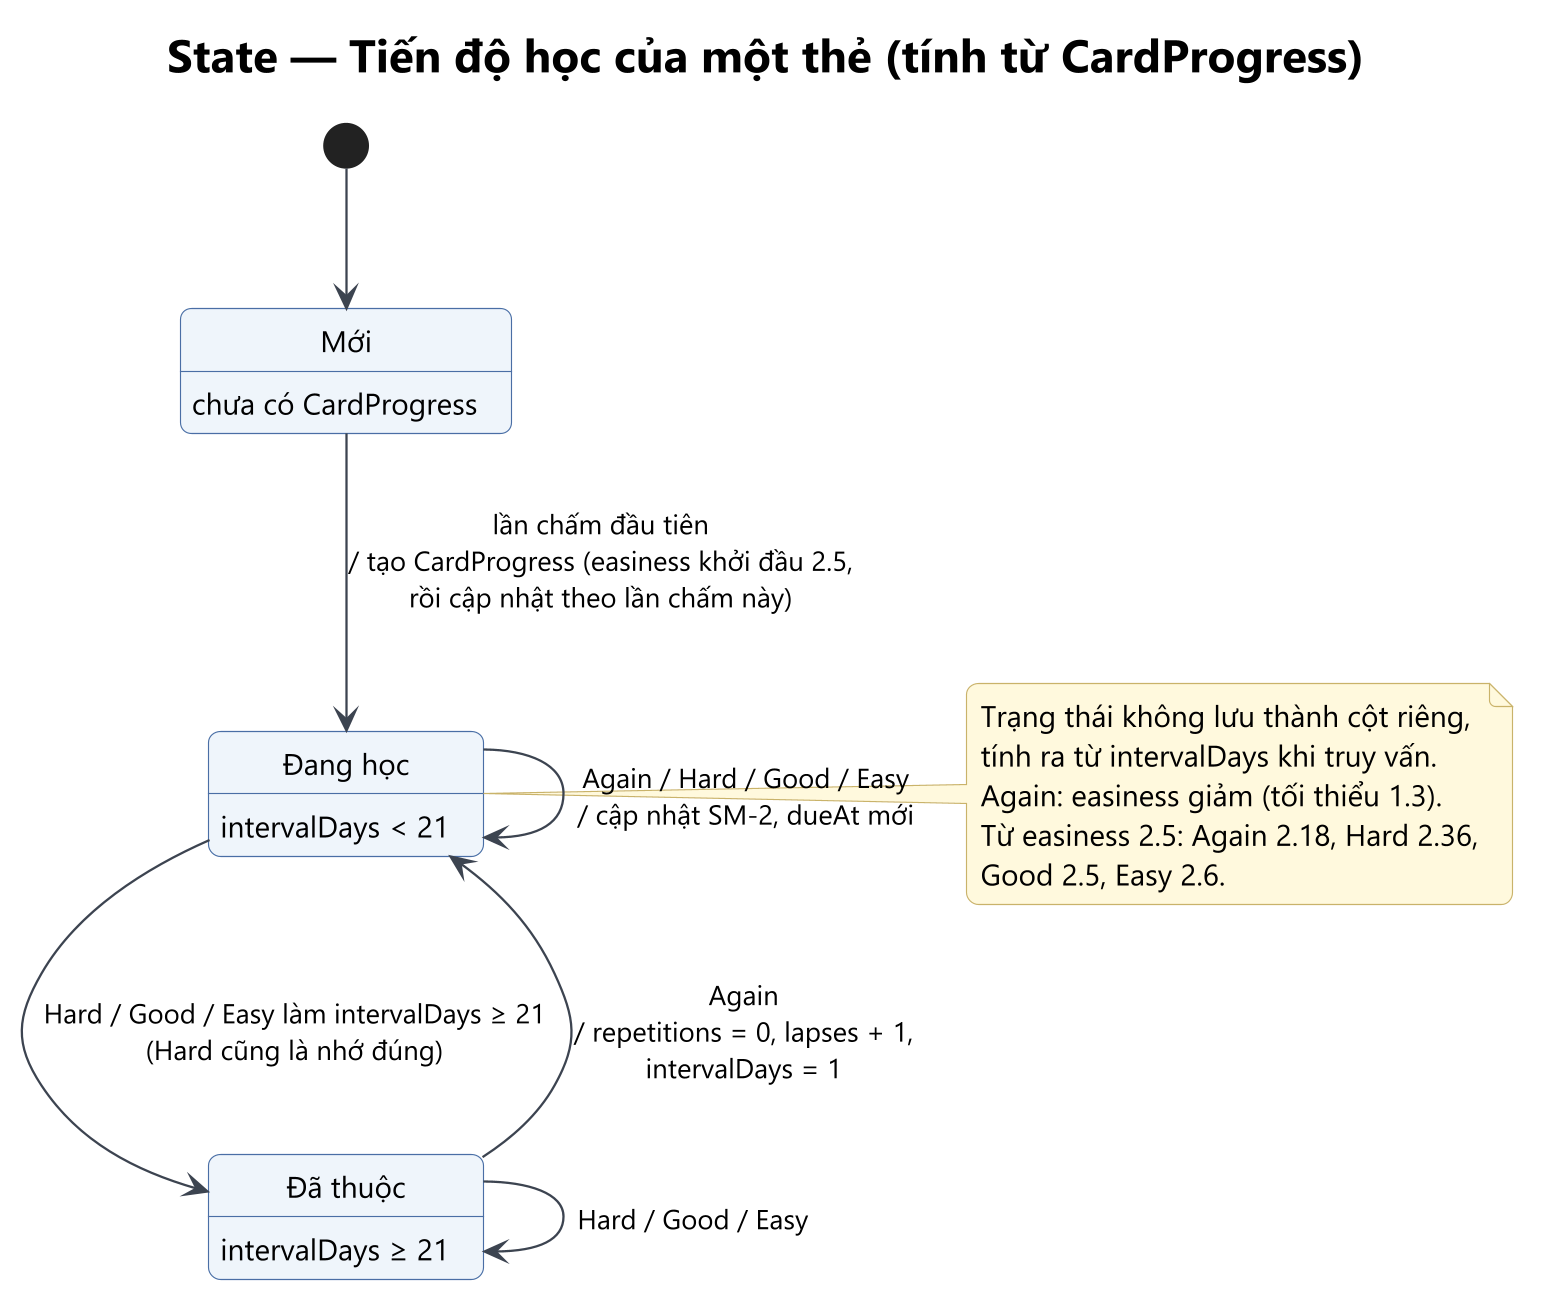 State — Tiến độ học của một thẻ (tính từ CardProgress)
Mới
chưa có CardProgress
lần chấm đầu tiên
/ tạo CardProgress (easiness khởi đầu 2.5,
rồi cập nhật theo lần chấm này)
Đang học
intervalDays < 21
Again / Hard / Good / Easy
/ cập nhật SM-2, dueAt mới
Trạng thái không lưu thành cột riêng,
tính ra từ intervalDays khi truy vấn.
Again: easiness giảm (tối thiểu 1.3).
Từ easiness 2.5: Again 2.18, Hard 2.36,
Good 2.5, Easy 2.6.
Hard / Good / Easy làm intervalDays ≥ 21
(Hard cũng là nhớ đúng)
Again
/ repetitions = 0, lapses + 1,
intervalDays = 1
Đã thuộc
intervalDays ≥ 21
Hard / Good / Easy